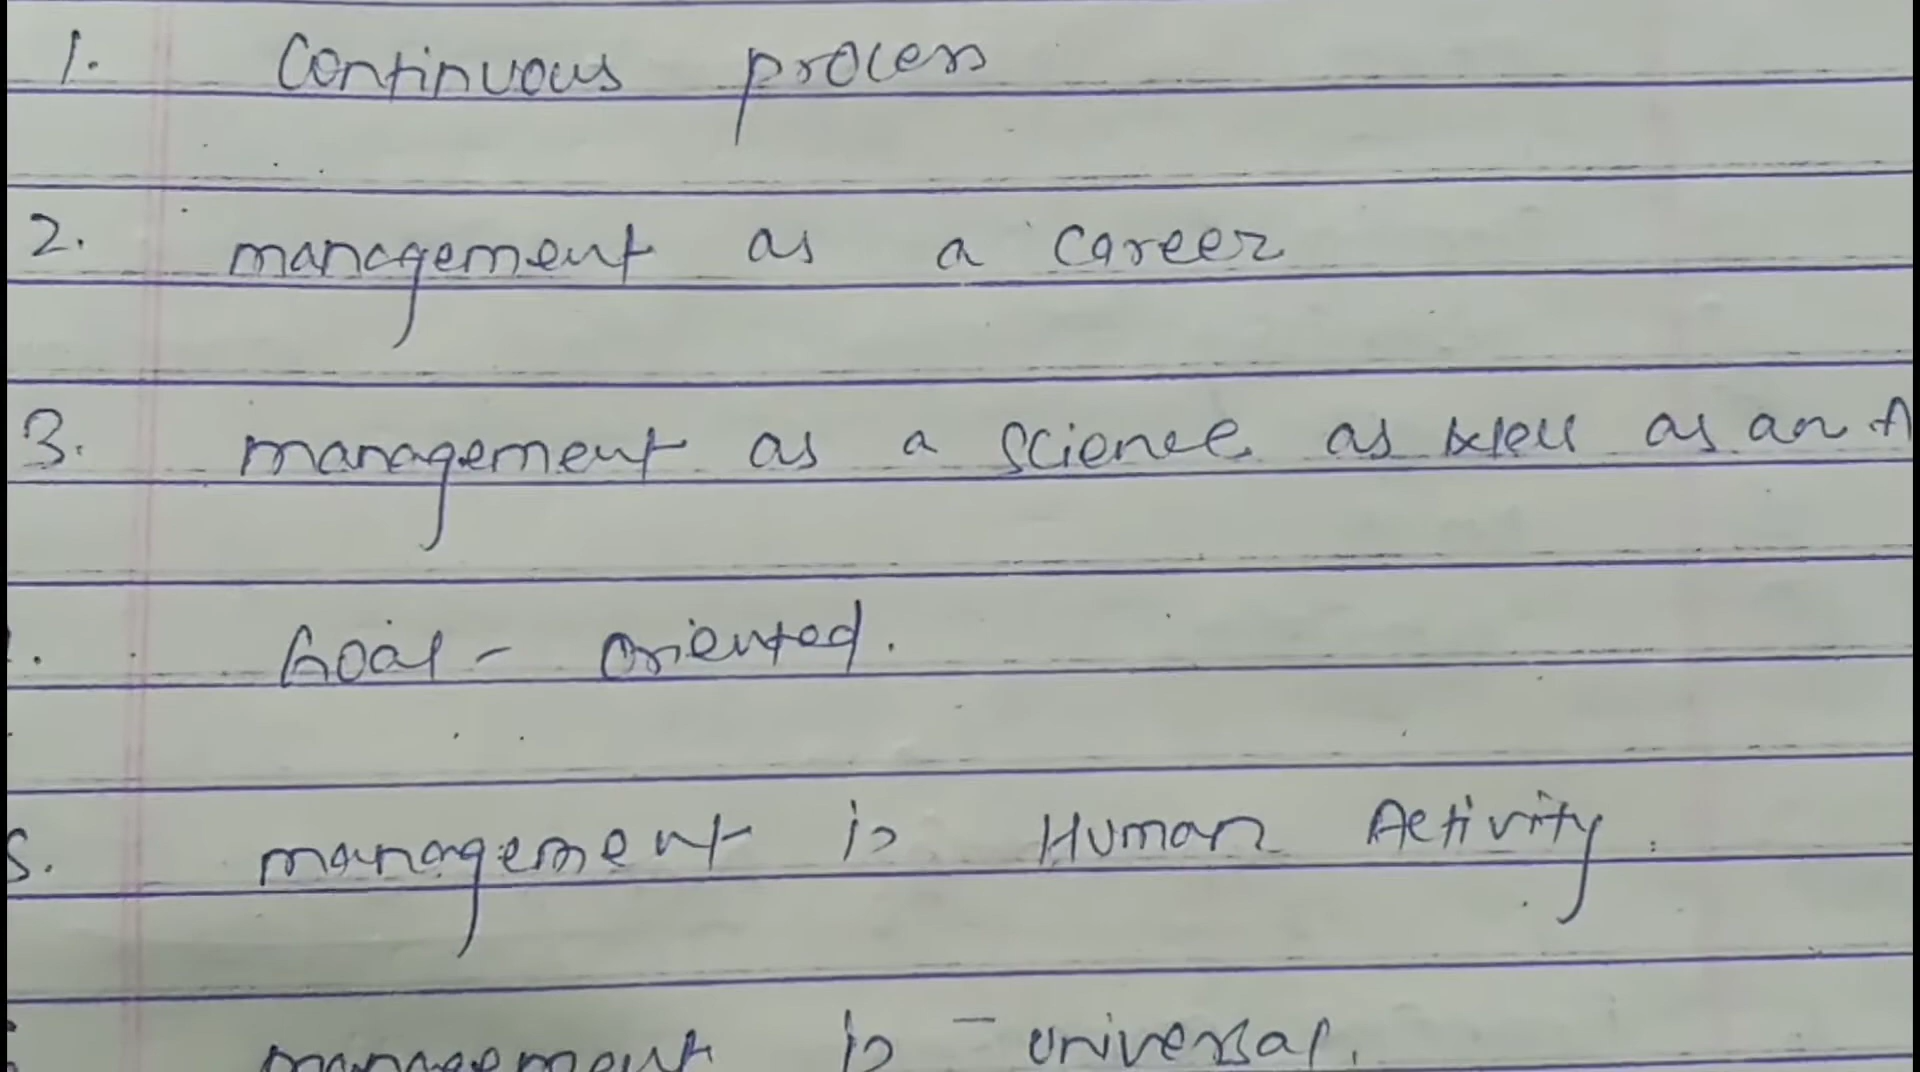 1. Continuous process
2. management as a career
3. management as a science as well as an A
. Goal - oriented.
5. management is Human Activity.
management is - universal.